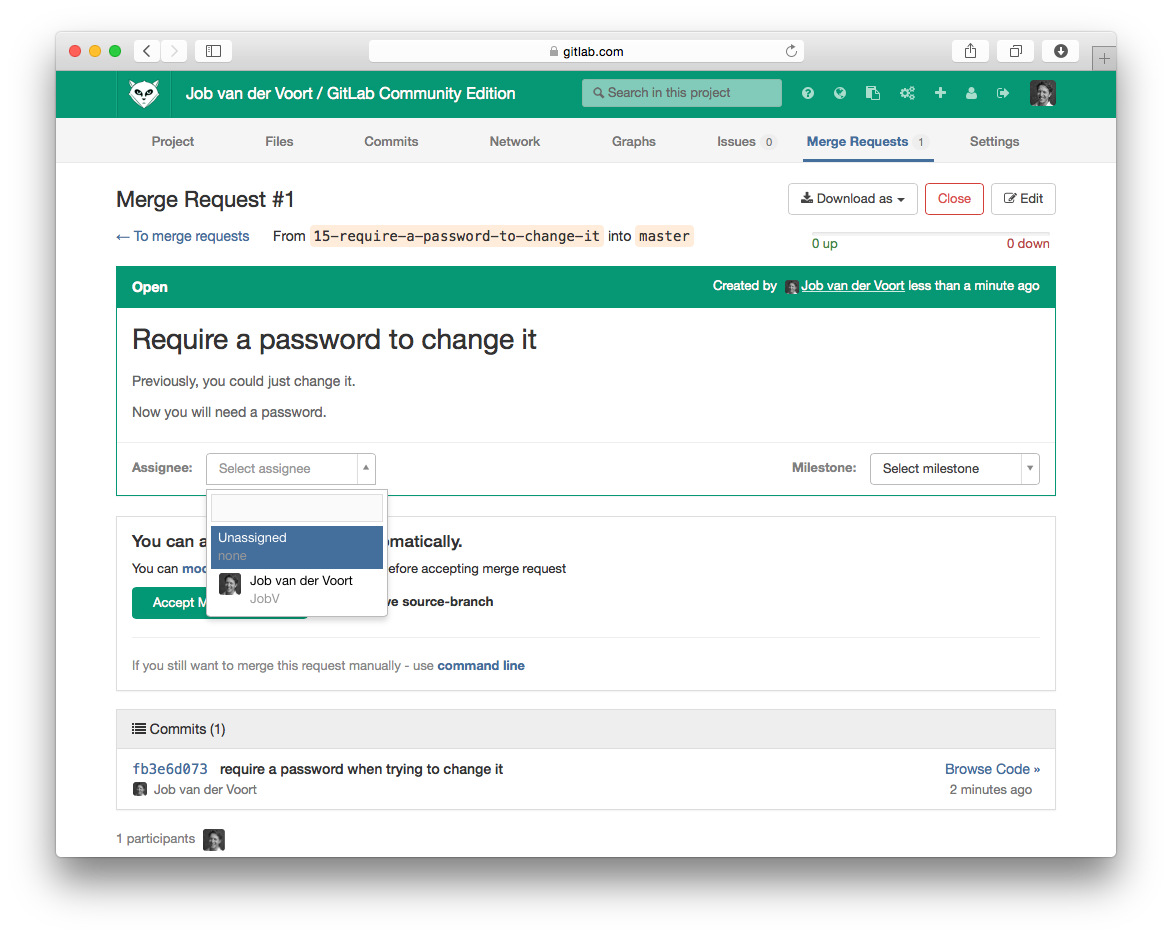 gitlab.com
Job van der Voort / GitLab Community Edition
Search in this project
Project Files Commits Network Graphs Issues 0 Merge Requests 1 Settings
Merge Request #1
Download as Close Edit
← To merge requests From 15-require-a-password-to-change-it into master
0 up 0 down
Open Created by Job van der Voort less than a minute ago
Require a password to change it
Previously, you could just change it.
Now you will need a password.
Assignee: Select assignee Milestone: Select milestone
Unassigned
none
Job van der Voort
JobV
You can a matically.
You can mod efore accepting merge request
Accept M ve source-branch
If you still want to merge this request manually - use command line
Commits (1)
fb3e6d073 require a password when trying to change it Browse Code »
Job van der Voort 2 minutes ago
1 participants